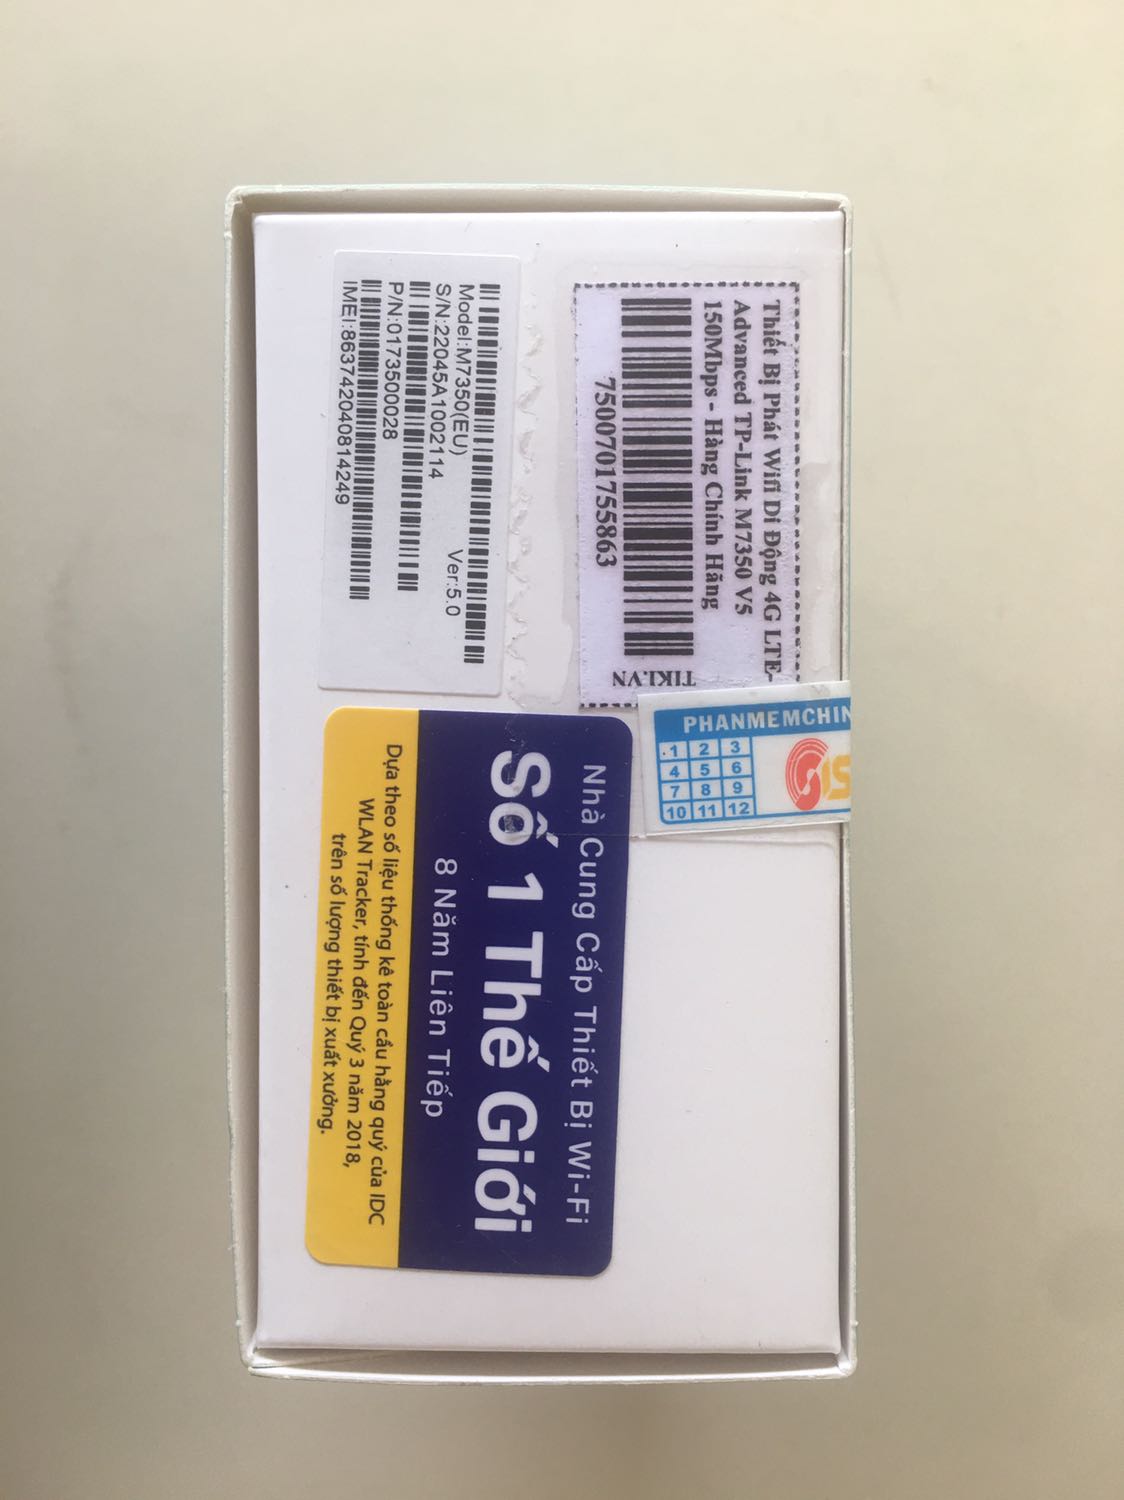 Thiết Bị Phát Wifi Di Động 4G LTE-
Advanced TP-Link M7350 V5
150Mbps - Hàng Chính Hãng
750070175 5863
TIKI.VN
Model:M7350(EU) Ver:5.0
S/N:22045A1002114
P/N:0173500028
IMEI:863742040814249
PHANMEMCHIN
1 2 3
4 5 6
7 8 9
10 11 12
Nhà Cung Cấp Thiết Bị Wi-Fi
Số 1 Thế Giới
8 Năm Liên Tiếp
Dựa theo số liệu thống kê toàn cầu hằng quý của IDC
WLAN Tracker, tính đến Quý 3 năm 2018,
trên số lượng thiết bị xuất xưởng.